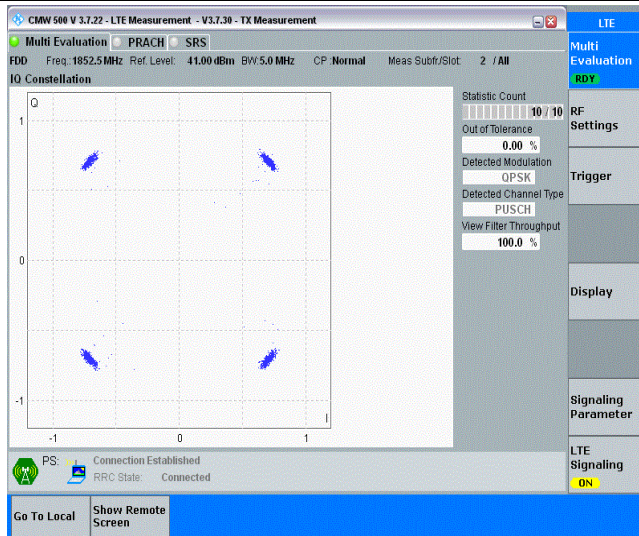 CMW 500 V 3.7.22 - LTE Measurement - V3.7.30 - TX Measurement
LTE
Multi Evaluation PRACH SRS
FDD Freq.:1852.5 MHz Ref. Level: 41.00 dBm BW:5.0 MHz CP :Normal Meas Subfr./Slot: 2 / All
IQ Constellation
Q
1
0
-1
-1 0 1
I
Statistic Count
10 / 10
Out of Tolerance
0.00 %
Detected Modulation
QPSK
Detected Channel Type
PUSCH
View Filter Throughput
100.0 %
Multi
Evaluation
RDY
RF
Settings
Trigger
Display
Signaling
Parameter
LTE
Signaling
ON
PS: Connection Established
RRC State: Connected
Go To Local
Show Remote
Screen